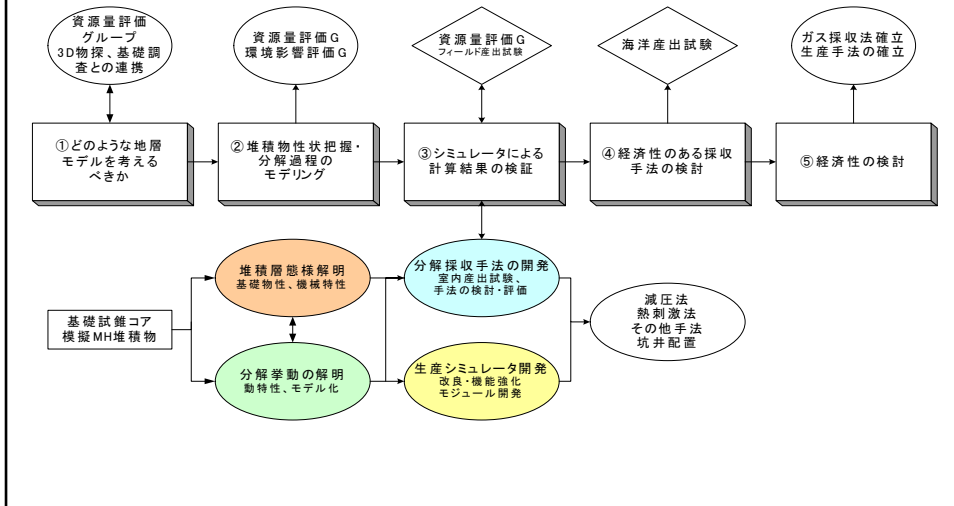 資源量評価
グループ
3D物探、基礎調
査との連携
資源量評価G
環境影響評価G
資源量評価G
フィールド産出試験
海洋産出試験
ガス採収法確立
生産手法の確立
①どのような地層
モデルを考える
べきか
②堆積物性状把握・
分解過程の
モデリング
③シミュレータによる
計算結果の検証
④経済性のある採収
手法の検討
⑤経済性の検討
堆積層態様解明
基礎物性、機械特性
分解採収手法の開発
室内産出試験、
手法の検討・評価
基礎試錐コア
模擬MH堆積物
減圧法
熱刺激法
その他手法
坑井配置
分解挙動の解明
動特性、モデル化
生産シミュレータ開発
改良・機能強化
モジュール開発